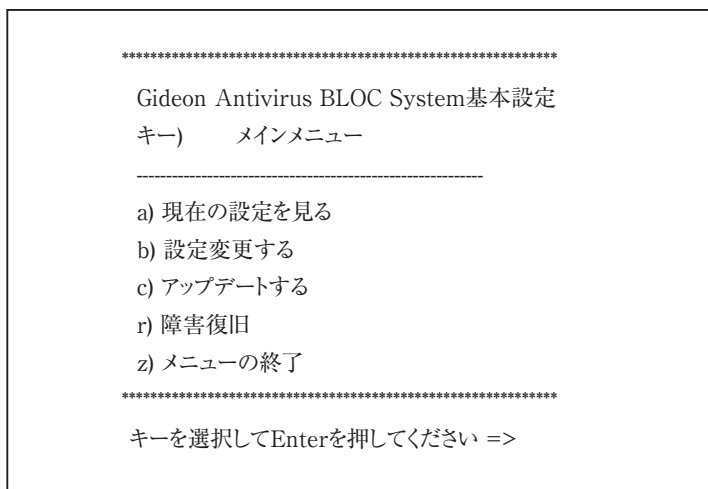 **************************************************************
Gideon Antivirus BLOC System基本設定
キー)　　メインメニュー
-----------------------------------------------------------
a) 現在の設定を見る
b) 設定変更する
c) アップデートする
r) 障害復旧
z) メニューの終了
**************************************************************
キーを選択してEnterを押してください =>